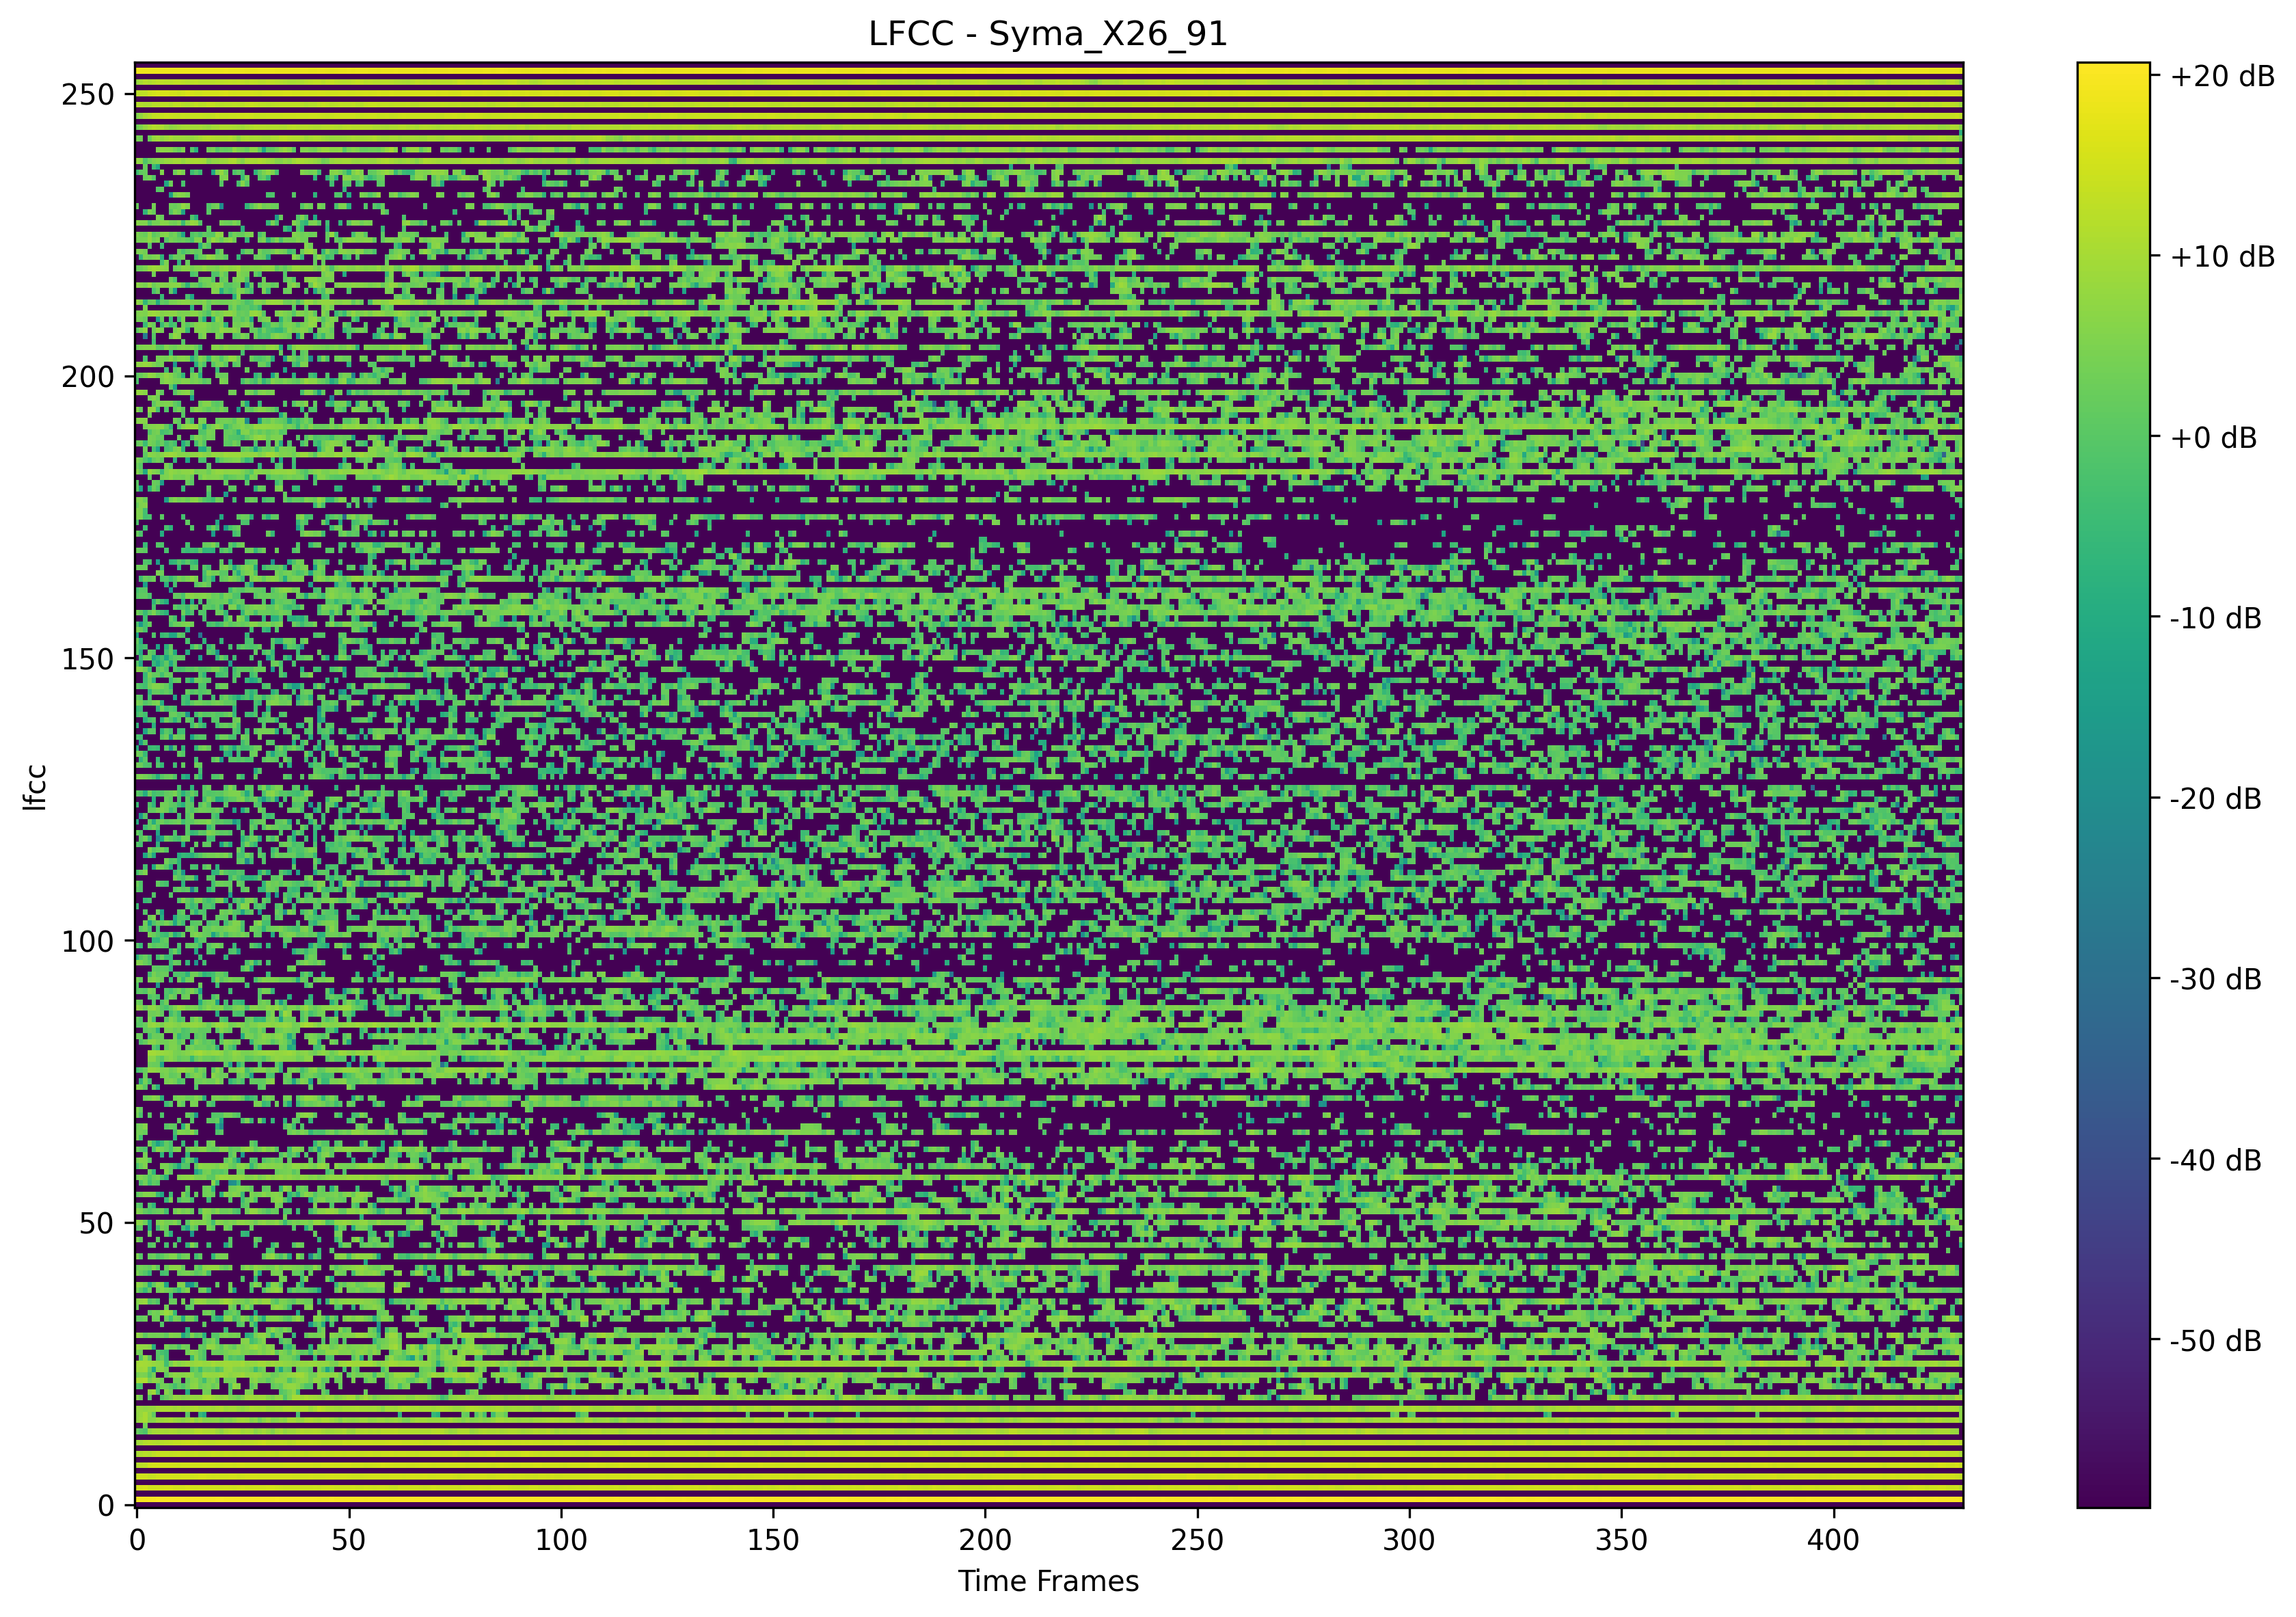 LFCC - Syma_X26_91
lfcc
250
200
150
100
50
0
0 50 100 150 200 250 300 350 400
Time Frames
+20 dB
+10 dB
+0 dB
-10 dB
-20 dB
-30 dB
-40 dB
-50 dB